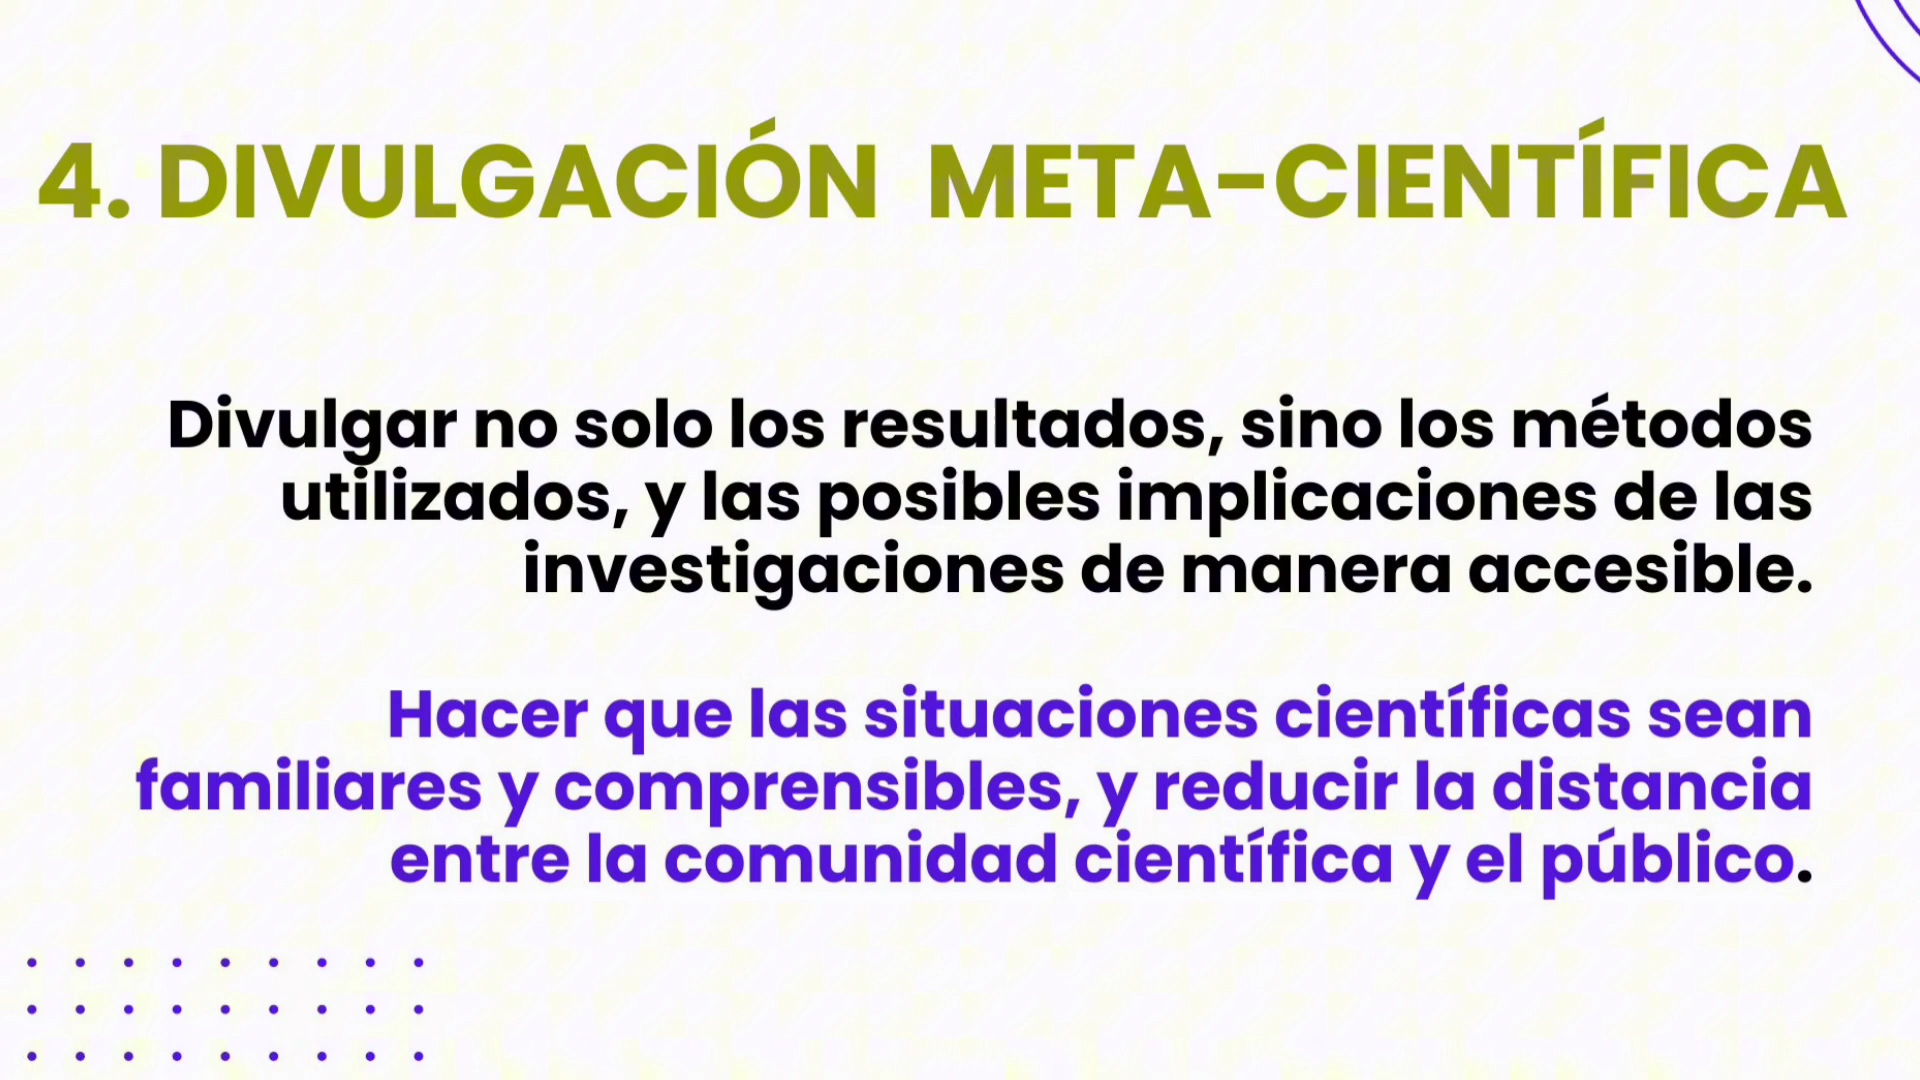 4. DIVULGACIÓN META-CIENTÍFICA
Divulgar no solo los resultados, sino los métodos
utilizados, y las posibles implicaciones de las
investigaciones de manera accesible.
Hacer que las situaciones científicas sean
familiares y comprensibles, y reducir la distancia
entre la comunidad científica y el público.